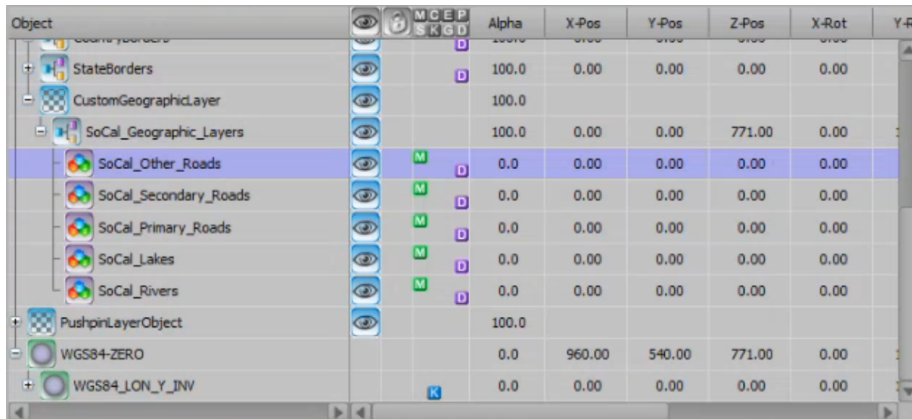 Object M C E P S K G D Alpha X-Pos Y-Pos Z-Pos X-Rot
D
StateBorders D 100.0 0.00 0.00 0.00 0.00
CustomGeographicLayer 100.0
SoCal_Geographic_Layers 100.0 0.00 0.00 771.00 0.00
SoCal_Other_Roads M D 0.0 0.00 0.00 0.00 0.00
SoCal_Secondary_Roads M D 0.0 0.00 0.00 0.00 0.00
SoCal_Primary_Roads M D 0.0 0.00 0.00 0.00 0.00
SoCal_Lakes M D 0.0 0.00 0.00 0.00 0.00
SoCal_Rivers M D 0.0 0.00 0.00 0.00 0.00
PushpinLayerObject 100.0
WGS84-ZERO 0.0 960.00 540.00 771.00 0.00
WGS84_LON_Y_INV K 0.0 0.00 0.00 0.00 0.00